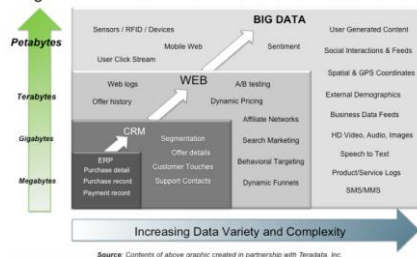 BIG DATA
Petabytes
Sensors / RFID / Devices
Mobile Web
Sentiment
User Click Stream
User Generated Content
Social Interactions & Feeds
Spatial & GPS Coordinates
External Demographics
Business Data Feeds
HD Video, Audio, Images
Speech to Text
Product/Service Logs
SMS/MMS
WEB
Terabytes
Web logs
Offer history
A/B testing
Dynamic Pricing
Affiliate Networks
Search Marketing
Behavioral Targeting
Dynamic Funnels
CRM
Gigabytes
Segmentation
Offer details
Customer Touches
Support Contacts
ERP
Megabytes
Purchase detail
Purchase record
Payment record
Increasing Data Variety and Complexity
Source: Contents of above graphic created in partnership with Teradata, Inc.